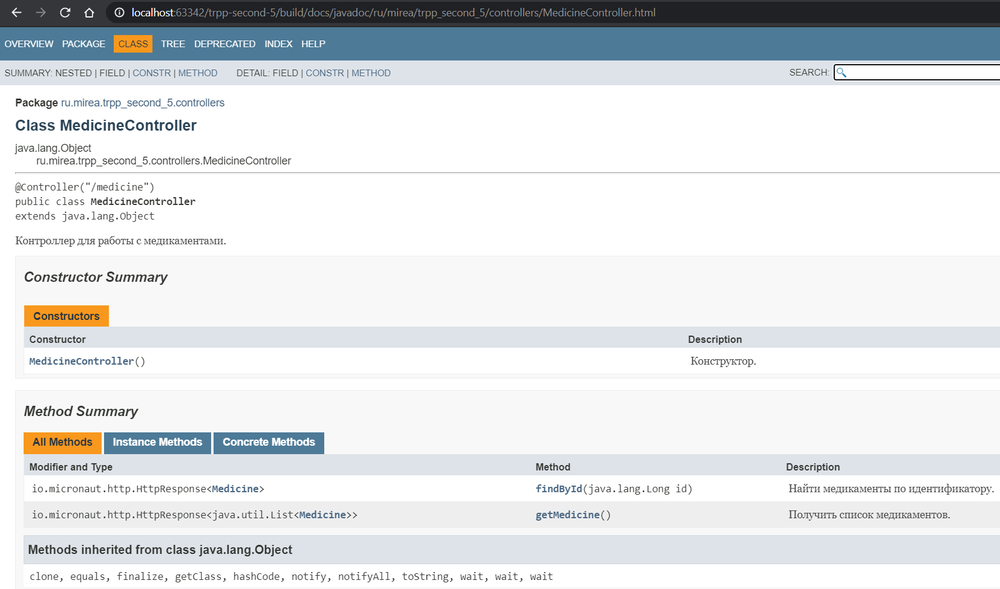 localhost:63342/trpp-second-5/build/docs/javadoc/ru/mirea/trpp_second_5/controllers/MedicineController.html
OVERVIEW PACKAGE CLASS TREE DEPRECATED INDEX HELP
SUMMARY: NESTED | FIELD | CONSTR | METHOD DETAIL: FIELD | CONSTR | METHOD SEARCH:
Package ru.mirea.trpp_second_5.controllers
Class MedicineController
java.lang.Object
ru.mirea.trpp_second_5.controllers.MedicineController
@Controller("/medicine")
public class MedicineController
extends java.lang.Object
Контроллер для работы с медикаментами.
Constructor Summary
Constructors
Constructor Description
MedicineController() Конструктор.
Method Summary
All Methods Instance Methods Concrete Methods
Modifier and Type Method Description
io.micronaut.http.HttpResponse<Medicine> findById(java.lang.Long id) Найти медикаменты по идентификатору.
io.micronaut.http.HttpResponse<java.util.List<Medicine>> getMedicine() Получить список медикаментов.
Methods inherited from class java.lang.Object
clone, equals, finalize, getClass, hashCode, notify, notifyAll, toString, wait, wait, wait